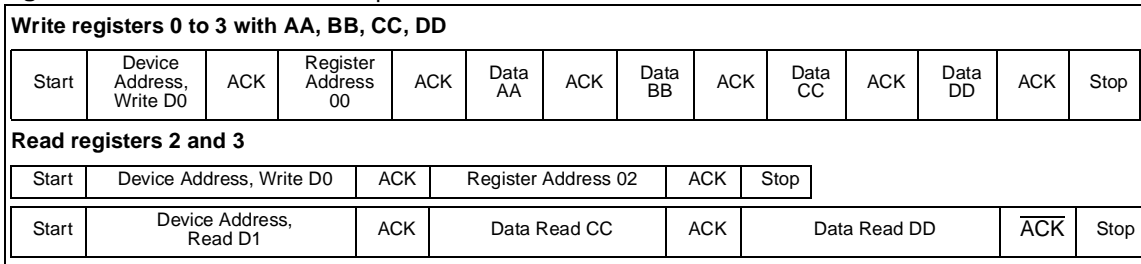 Write registers 0 to 3 with AA, BB, CC, DD
Start
Device
Address,
Write D0
ACK
Register
Address
00
ACK
Data
AA
ACK
Data
BB
ACK
Data
CC
ACK
Data
DD
ACK
Stop
Read registers 2 and 3
Start
Device Address, Write D0
ACK
Register Address 02
ACK
Stop
Start
Device Address,
Read D1
ACK
Data Read CC
ACK
Data Read DD
ACK
Stop